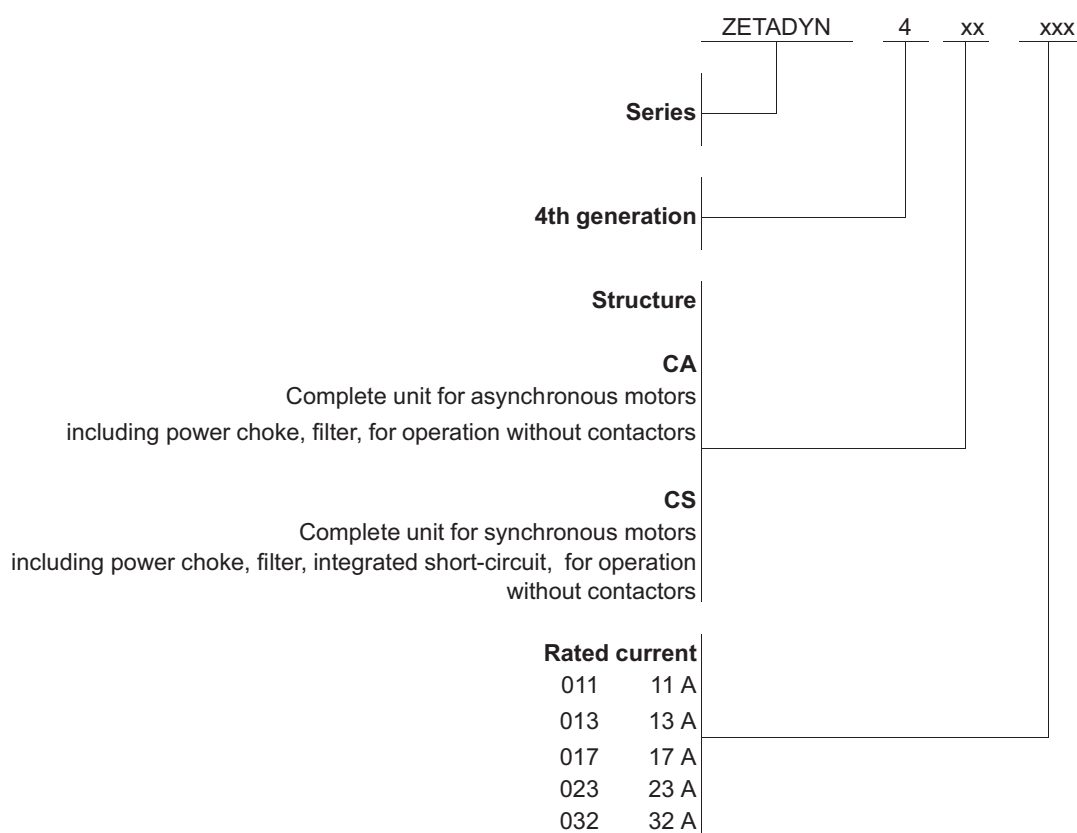 ZETADYN 4 xx xxx
Series
4th generation
Structure
CA
Complete unit for asynchronous motors
including power choke, filter, for operation without contactors
CS
Complete unit for synchronous motors
including power choke, filter, integrated short-circuit, for operation
without contactors
Rated current
011 11 A
013 13 A
017 17 A
023 23 A
032 32 A